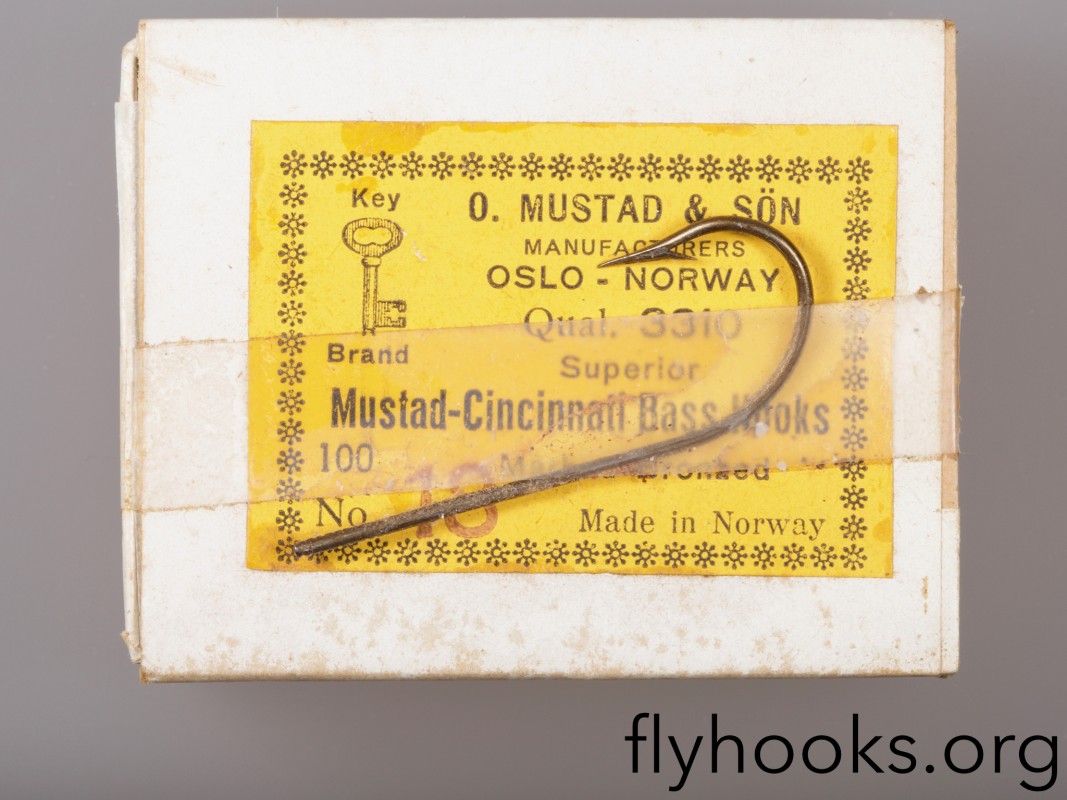 Key
O. MUSTAD & SÖN
MANUFACTURERS
OSLO - NORWAY
Qual. 3310
Brand
Superior
Mustad-Cincinnati Bass Hooks
100
Bronzed
No 18
Made in Norway
flyhooks.org